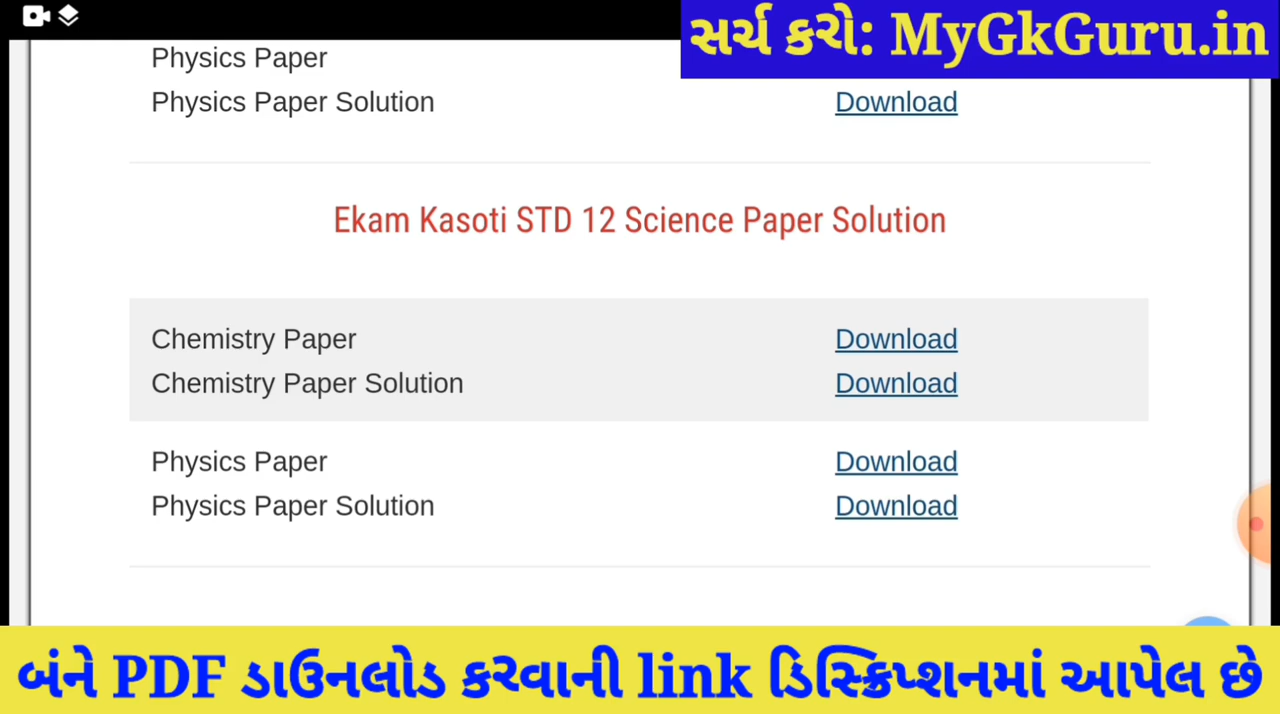 સર્ચ કરો: MyGkGuru.in
Physics Paper
Physics Paper Solution Download
Ekam Kasoti STD 12 Science Paper Solution
Chemistry Paper Download
Chemistry Paper Solution Download
Physics Paper Download
Physics Paper Solution Download
બંને PDF ડાઉનલોડ કરવાની link ડિસ્ક્રિપ્શનમાં આપેલ છે